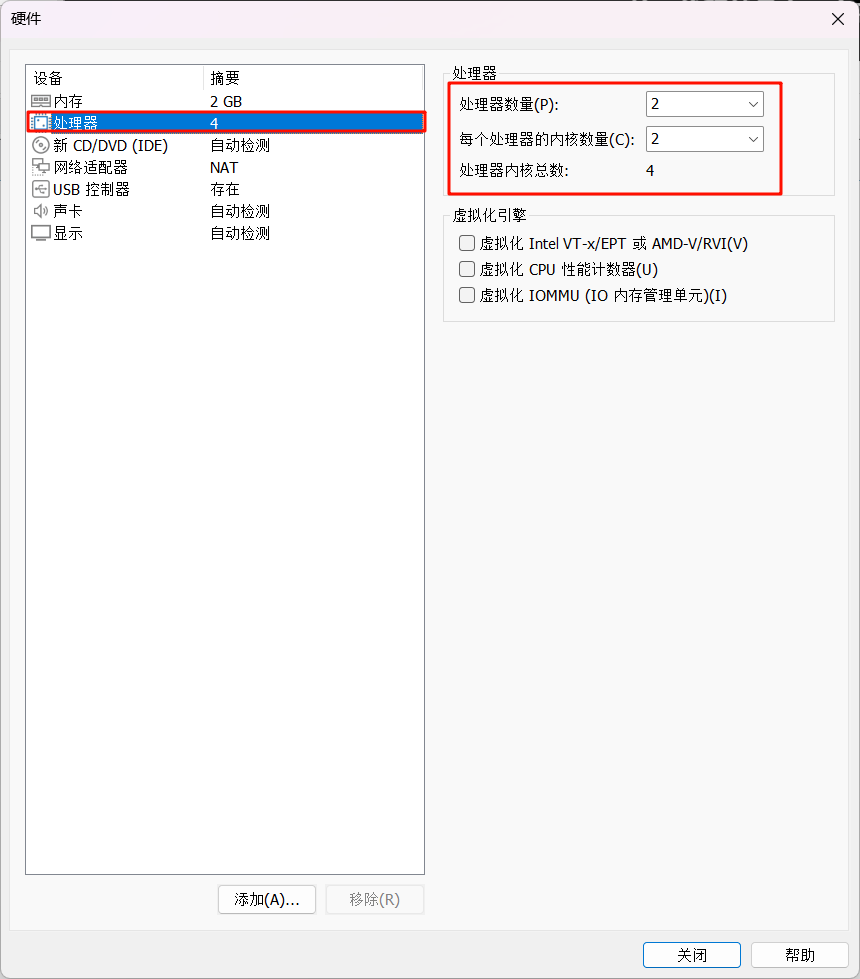 硬件
设备 摘要
内存 2 GB
处理器 4
新 CD/DVD (IDE) 自动检测
网络适配器 NAT
USB 控制器 存在
声卡 自动检测
显示 自动检测
添加(A)... 移除(R)
处理器
处理器数量(P): 2
每个处理器的内核数量(C): 2
处理器内核总数: 4
虚拟化引擎
虚拟化 Intel VT-x/EPT 或 AMD-V/RVI(V)
虚拟化 CPU 性能计数器(U)
虚拟化 IOMMU (IO 内存管理单元)(I)
关闭 帮助